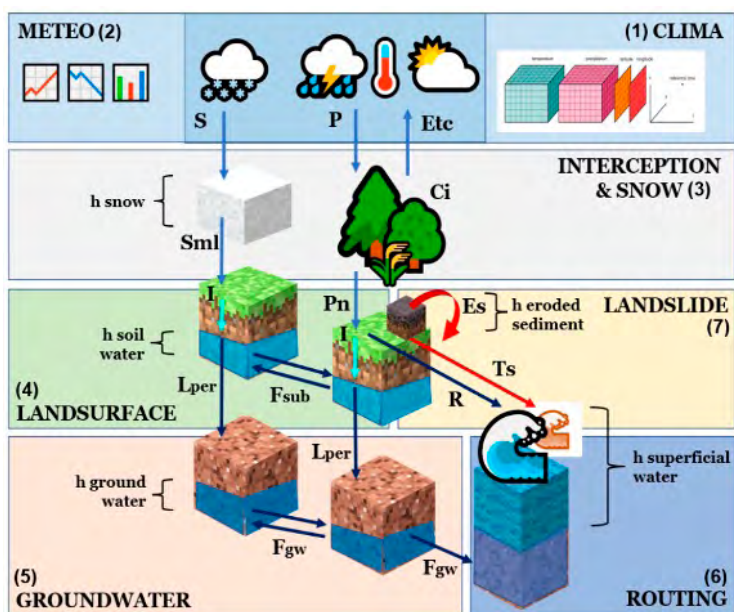 METEO (2)
(1) CLIMA
S
P
Etc
INTERCEPTION
& SNOW (3)
h snow
Ci
Sml
I
Pn
Es
h eroded
sediment
LANDSLIDE
(7)
h soil
water
I
Ts
(4)
Lper
Fsub
R
LANDSURFACE
Lper
h superficial
water
h ground
water
Fgw
Fgw
(5)
GROUNDWATER
(6)
ROUTING